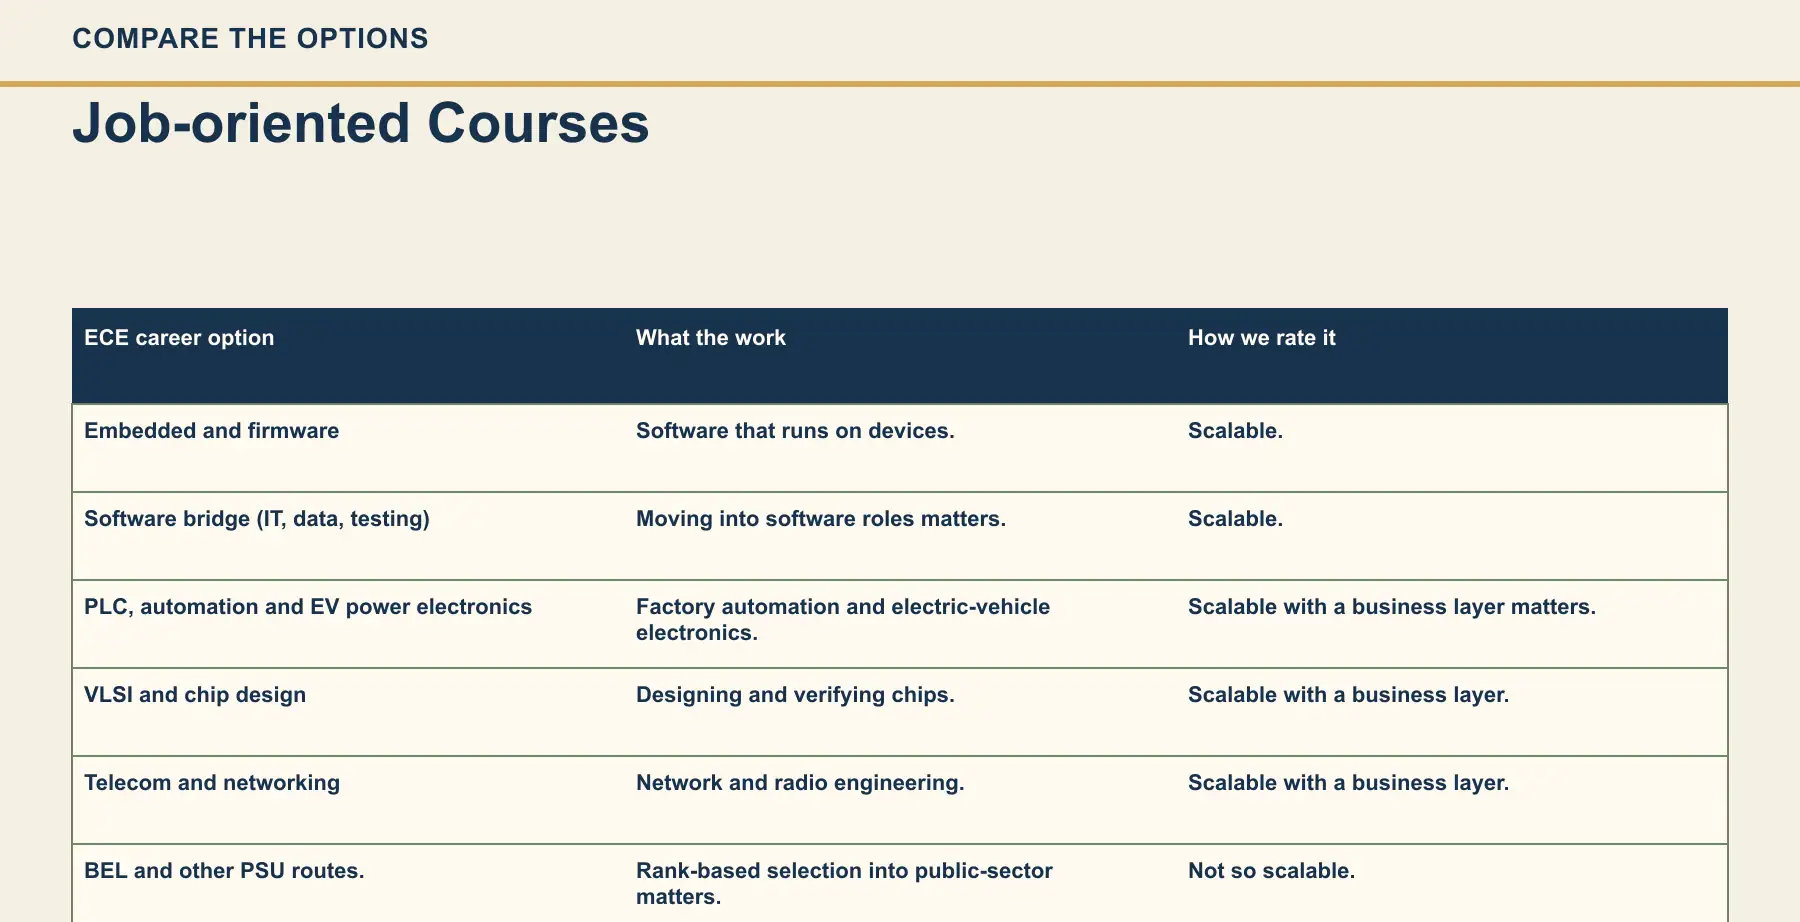 COMPARE THE OPTIONS
Job-oriented Courses
ECE career option What the work How we rate it
Embedded and firmware Software that runs on devices. Scalable.
Software bridge (IT, data, testing) Moving into software roles matters. Scalable.
PLC, automation and EV power electronics Factory automation and electric-vehicle Scalable with a business layer matters.
electronics.
VLSI and chip design Designing and verifying chips. Scalable with a business layer.
Telecom and networking Network and radio engineering. Scalable with a business layer.
BEL and other PSU routes. Rank-based selection into public-sector Not so scalable.
matters.